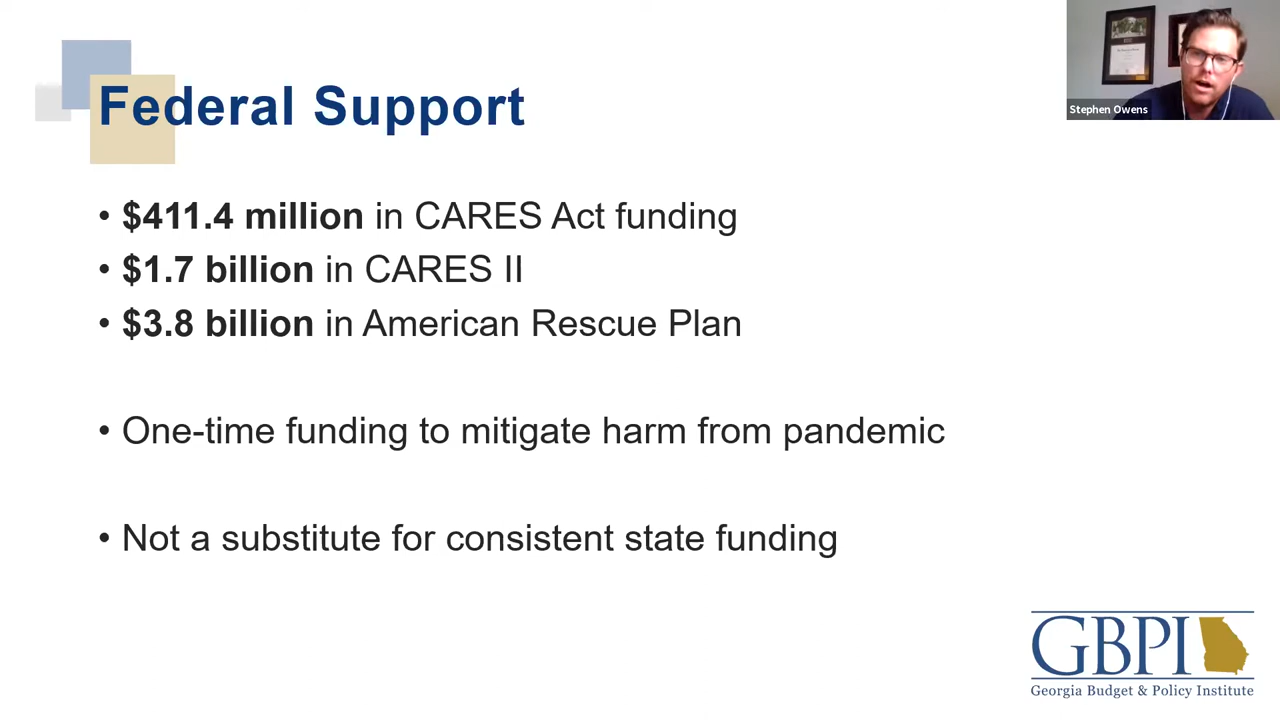 Stephen Owens
Federal Support
• $411.4 million in CARES Act funding
• $1.7 billion in CARES II
• $3.8 billion in American Rescue Plan
• One-time funding to mitigate harm from pandemic
• Not a substitute for consistent state funding
GBPI
Georgia Budget & Policy Institute